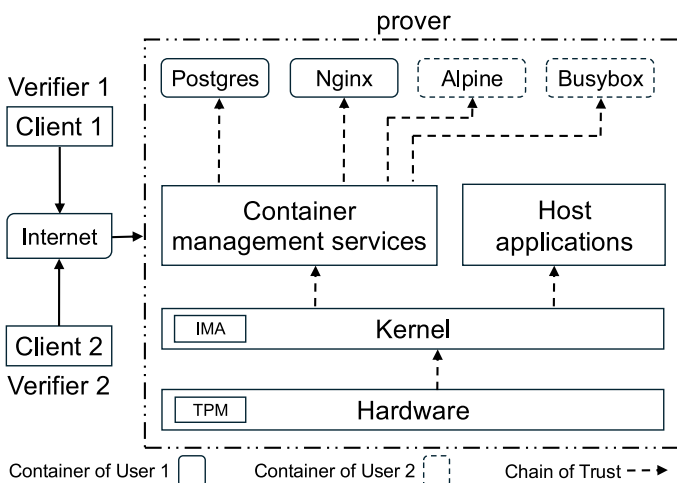 prover
Postgres
Nginx
Alpine
Busybox
Verifier 1
Client 1
Internet
Client 2
Verifier 2
Container
management services
Host
applications
IMA
Kernel
TPM
Hardware
Container of User 1
Container of User 2
Chain of Trust